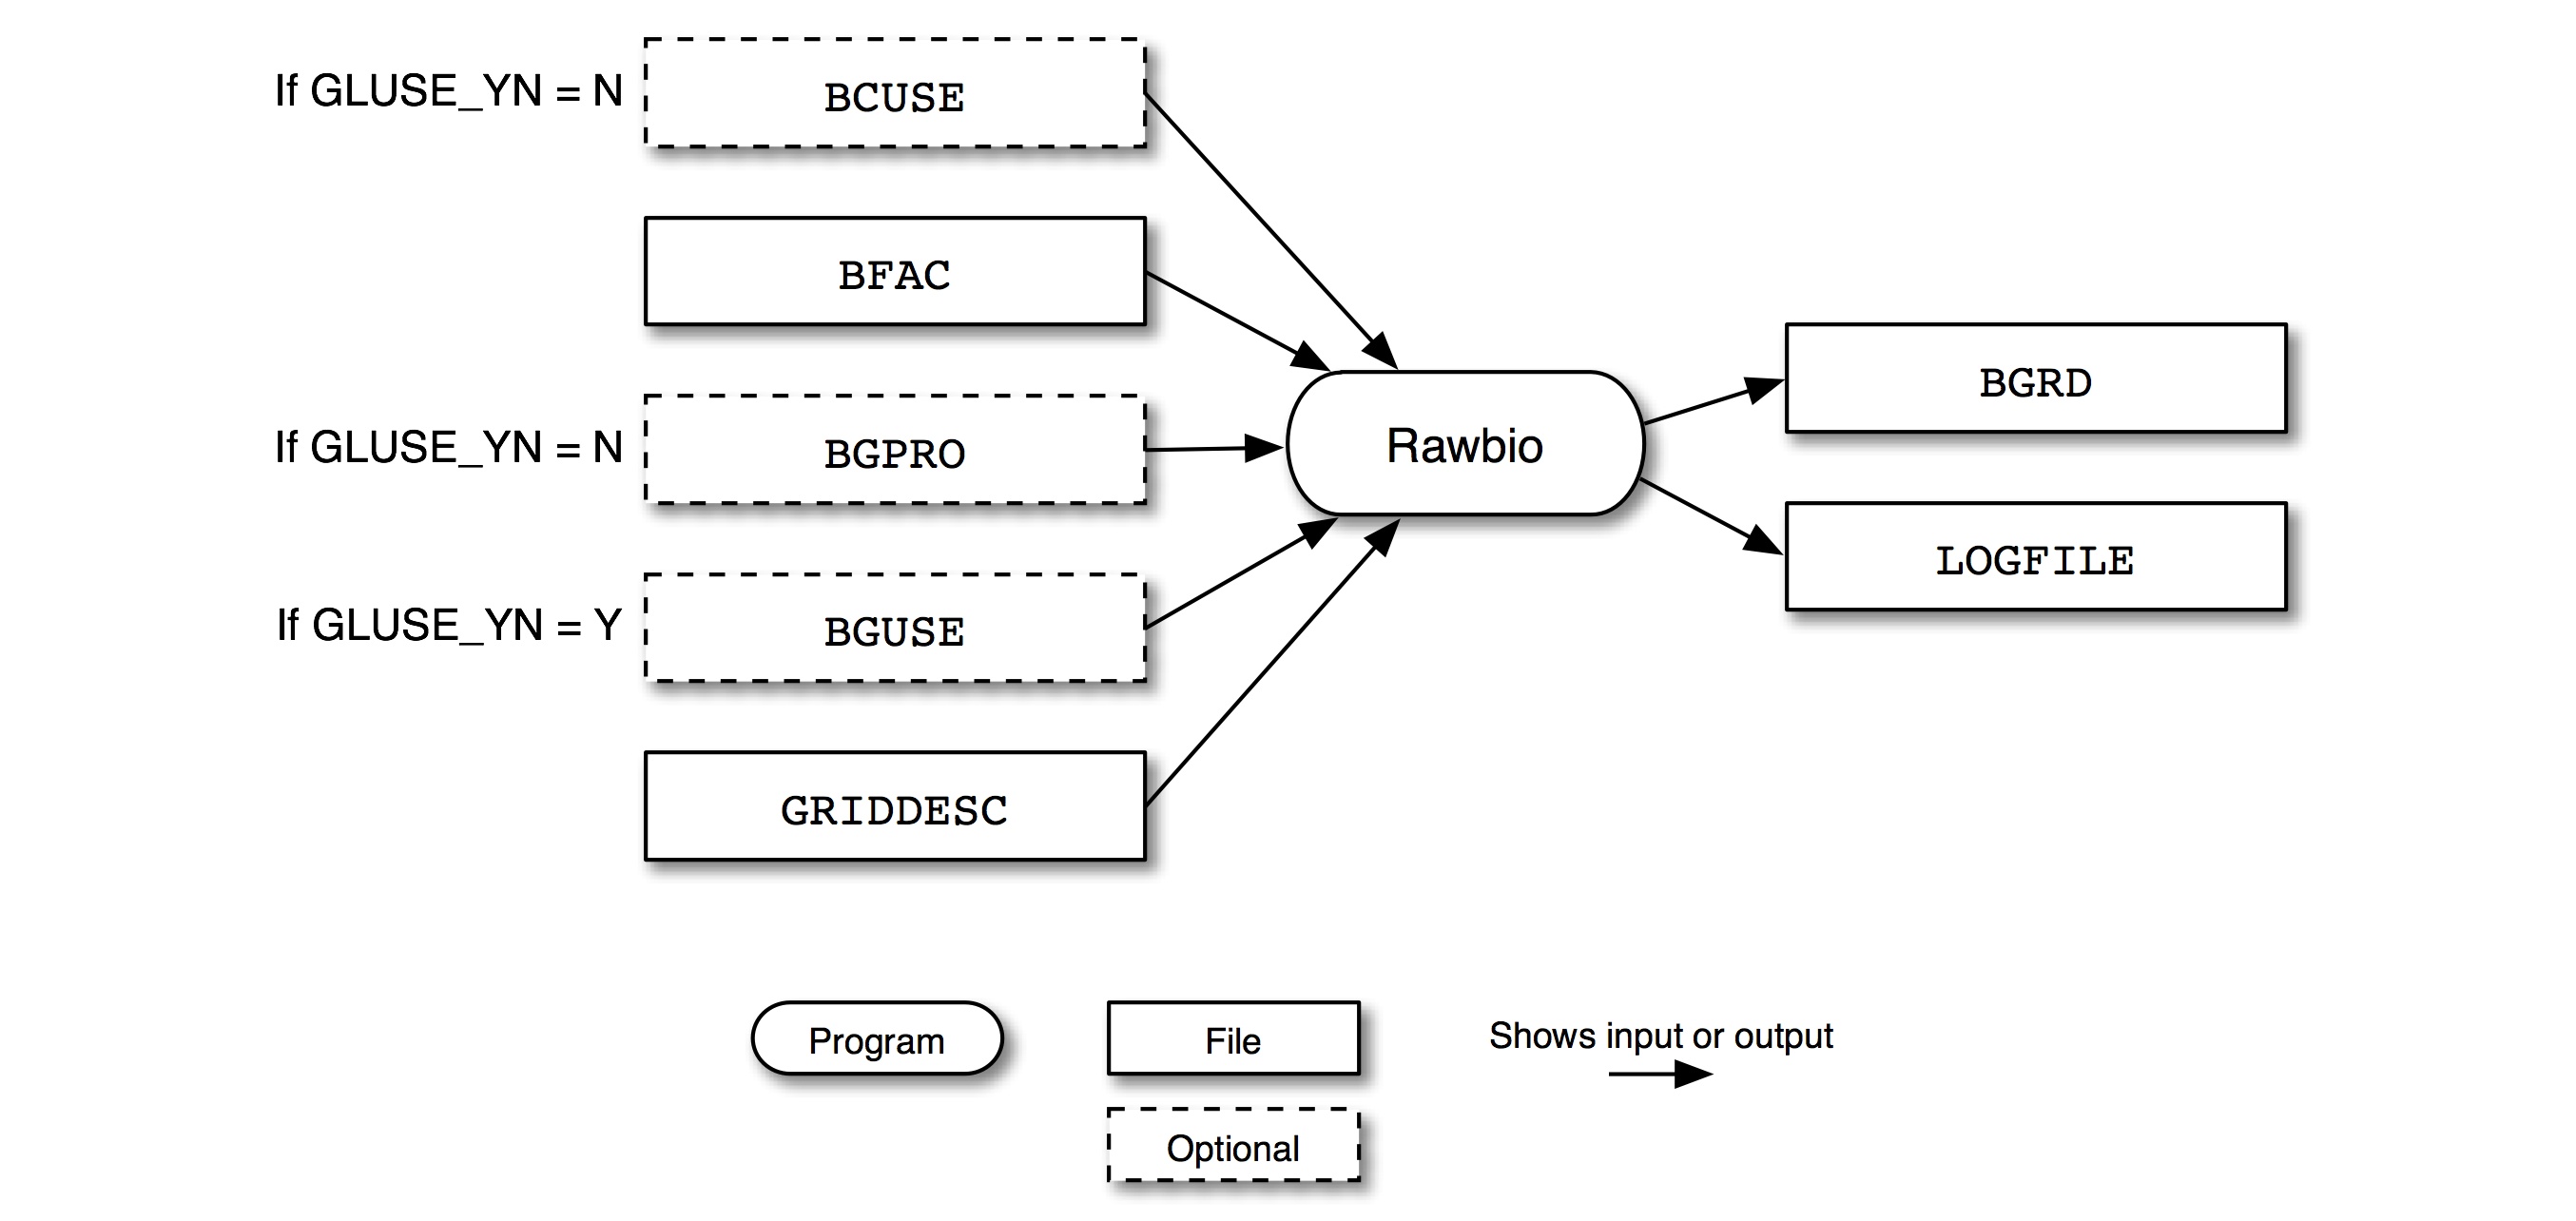 If GLUSE_YN = N
BCUSE
BFAC
If GLUSE_YN = N
BGPRO
If GLUSE_YN = Y
BGUSE
GRIDDESC
Rawbio
BGRD
LOGFILE
Program
File
Optional
Shows input or output